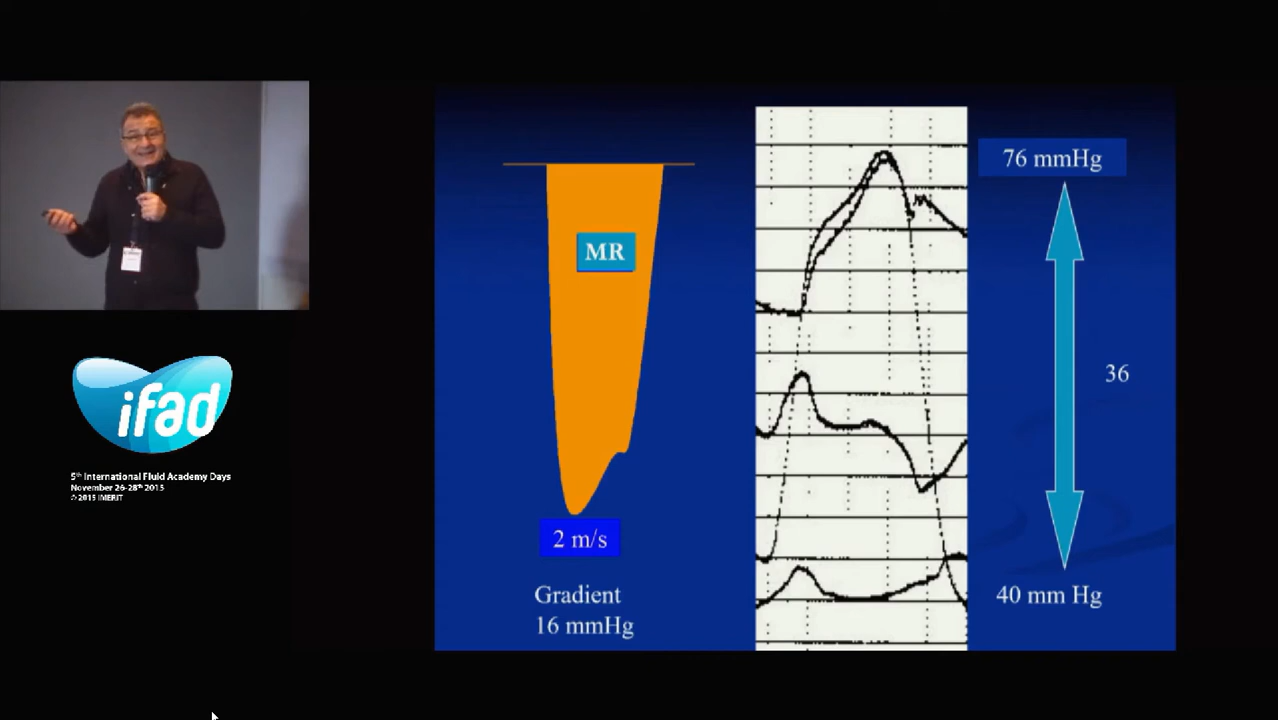 MR
2 m/s
Gradient
16 mmHg
76 mmHg
36
40 mm Hg
ifad
5th International Fluid Academy Days
November 26-28th 2015
© 2015 IMERiT